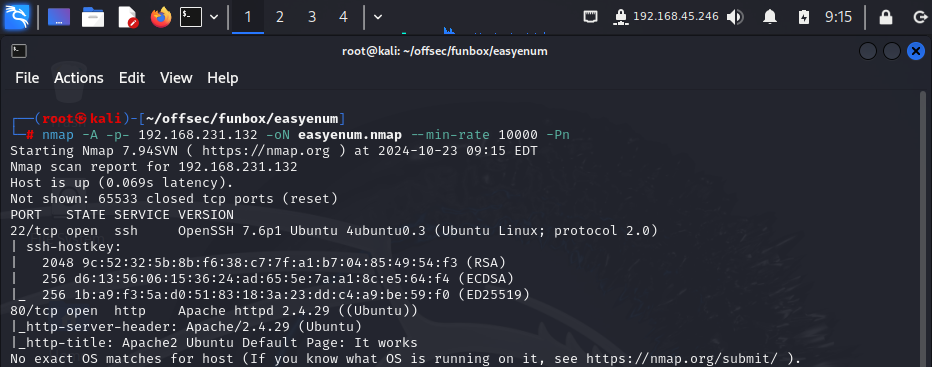 1 2 3 4 192.168.45.246 9:15
root@kali: ~/offsec/funbox/easyenum
File Actions Edit View Help
┌──(root㉿kali)-[~/offsec/funbox/easyenum]
└─# nmap -A -p- 192.168.231.132 -oN easyenum.nmap --min-rate 10000 -Pn
Starting Nmap 7.94SVN ( https://nmap.org ) at 2024-10-23 09:15 EDT
Nmap scan report for 192.168.231.132
Host is up (0.069s latency).
Not shown: 65533 closed tcp ports (reset)
PORT   STATE SERVICE VERSION
22/tcp open  ssh     OpenSSH 7.6p1 Ubuntu 4ubuntu0.3 (Ubuntu Linux; protocol 2.0)
| ssh-hostkey:
|   2048 9c:52:32:5b:8b:f6:38:c7:7f:a1:b7:04:85:49:54:f3 (RSA)
|   256 d6:13:56:06:15:36:24:ad:65:5e:7a:a1:8c:e5:64:f4 (ECDSA)
|_  256 1b:a9:f3:5a:d0:51:83:18:3a:23:dd:c4:a9:be:59:f0 (ED25519)
80/tcp open  http    Apache httpd 2.4.29 ((Ubuntu))
|_http-server-header: Apache/2.4.29 (Ubuntu)
|_http-title: Apache2 Ubuntu Default Page: It works
No exact OS matches for host (If you know what OS is running on it, see https://nmap.org/submit/ ).